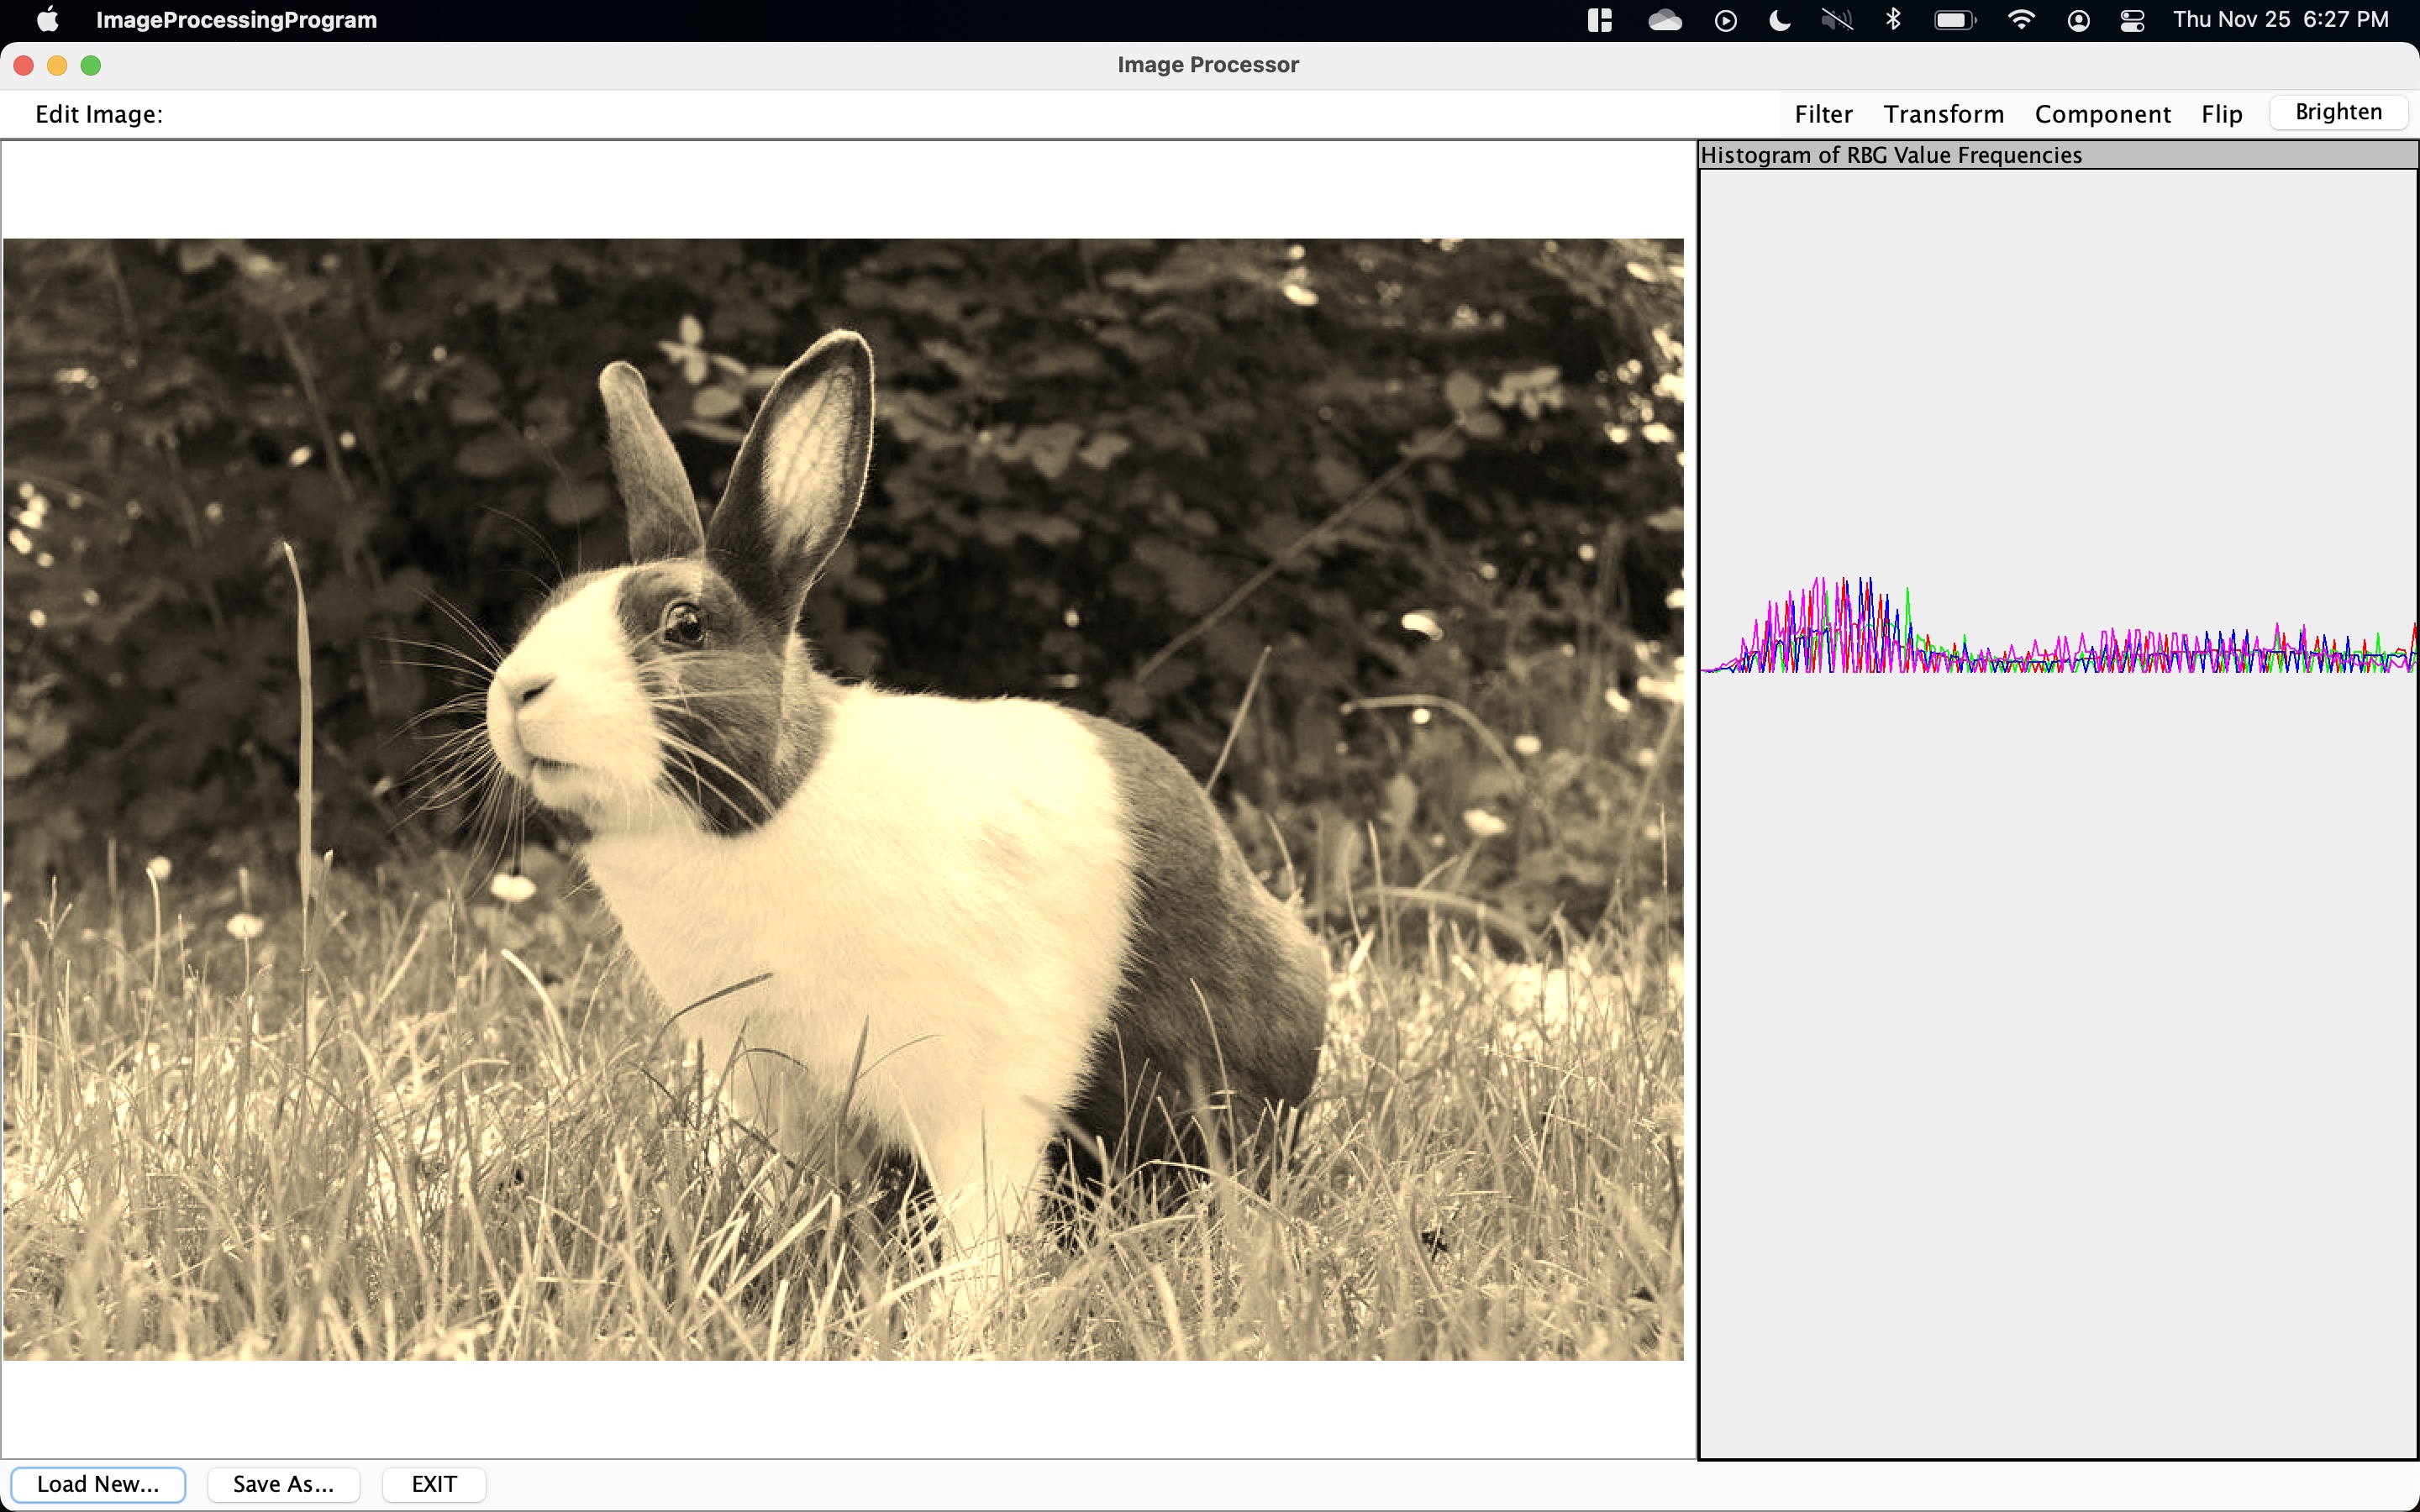 ImageProcessingProgram
Thu Nov 25 6:27 PM
Image Processor
Edit Image:
Filter Transform Component Flip Brighten
Histogram of RBG Value Frequencies
Load New... Save As... EXIT